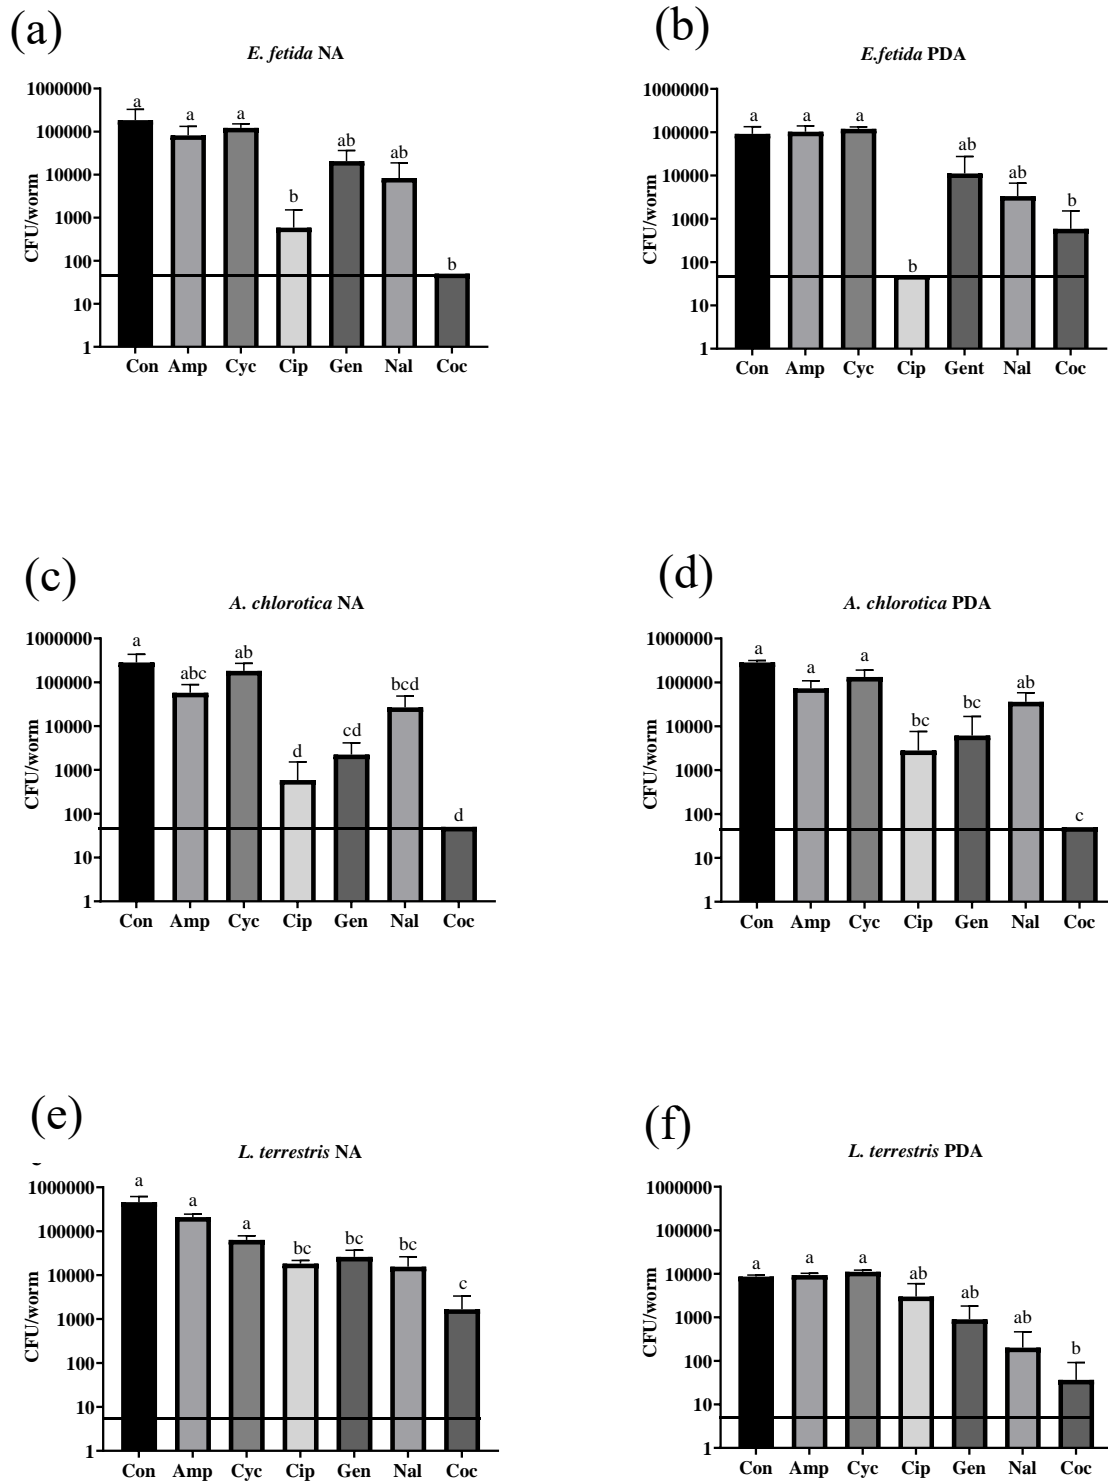 (a)
E. fetida NA
CFU/worm
1000000
100000
10000
1000
100
10
1
a
a
a
b
ab
ab
b
Con Amp Cyc Cip Gen Nal Coc
(b)
E.fetida PDA
CFU/worm
1000000
100000
10000
1000
100
10
1
a
a
a
b
ab
ab
b
Con Amp Cyc Cip Gent Nal Coc
(c)
A. chlorotica NA
CFU/worm
1000000
100000
10000
1000
100
10
1
a
abc
ab
d
cd
bcd
d
Con Amp Cyc Cip Gen Nal Coc
(d)
A. chlorotica PDA
CFU/worm
1000000
100000
10000
1000
100
10
1
a
a
a
bc
bc
ab
c
Con Amp Cyc Cip Gen Nal Coc
(e)
L. terrestris NA
CFU/worm
1000000
100000
10000
1000
100
10
1
a
a
a
bc
bc
bc
c
Con Amp Cyc Cip Gen Nal Coc
(f)
L. terrestris PDA
CFU/worm
1000000
100000
10000
1000
100
10
1
a
a
a
ab
ab
ab
b
Con Amp Cyc Cip Gen Nal Coc